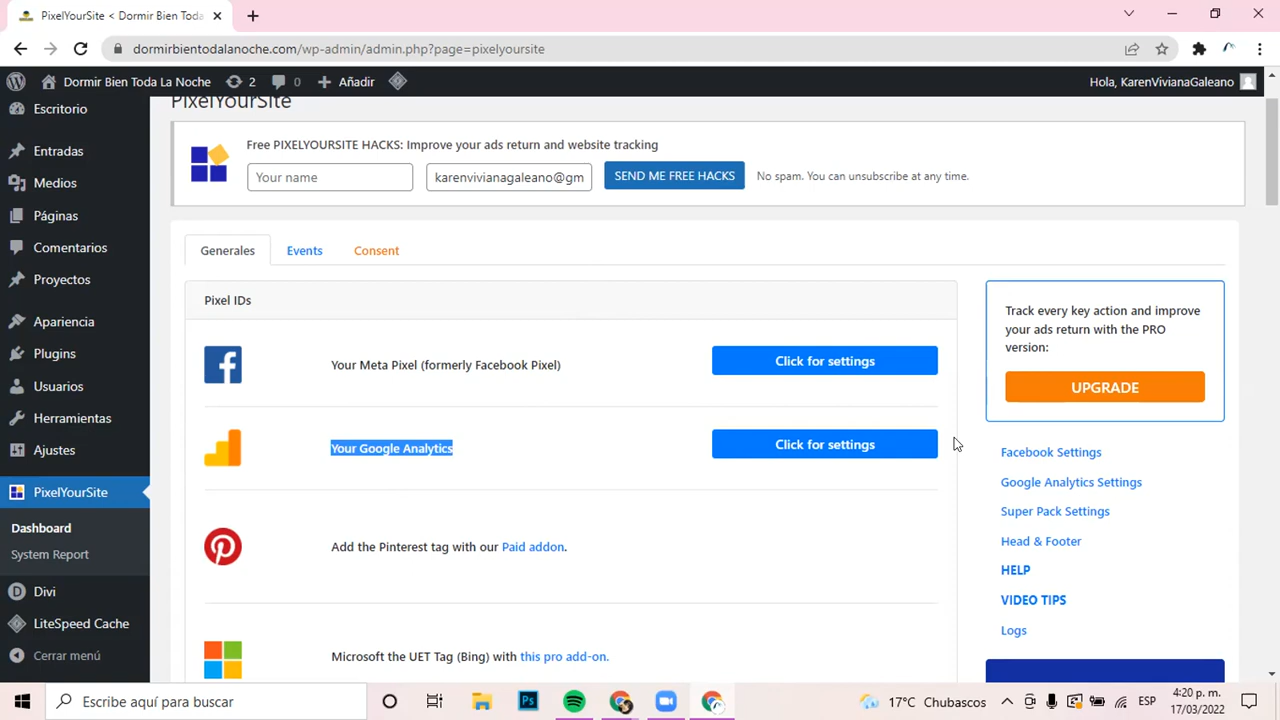 PixelYourSite < Dormir Bien Toda
dormirbientodalanoche.com/wp-admin/admin.php?page=pixelyoursite
Dormir Bien Toda La Noche 2 0 Añadir Hola, KarenVivianaGaleano
Escritorio
Entradas
Medios
Páginas
Comentarios
Proyectos
Apariencia
Plugins
Usuarios
Herramientas
Ajustes
PixelYourSite
Dashboard
System Report
Divi
LiteSpeed Cache
Cerrar menú
PixelYourSite
Free PIXELYOURSITE HACKS: Improve your ads return and website tracking
Your name karenvivianagaleano@gm SEND ME FREE HACKS No spam. You can unsubscribe at any time.
Generales Events Consent
Pixel IDs
Your Meta Pixel (formerly Facebook Pixel) Click for settings
Your Google Analytics Click for settings
Add the Pinterest tag with our Paid addon.
Microsoft the UET Tag (Bing) with this pro add-on.
Track every key action and improve
your ads return with the PRO
version:
UPGRADE
Facebook Settings
Google Analytics Settings
Super Pack Settings
Head & Footer
HELP
VIDEO TIPS
Logs
Escribe aquí para buscar
Ps
17°C Chubascos
ESP
4:20 p. m.
17/03/2022